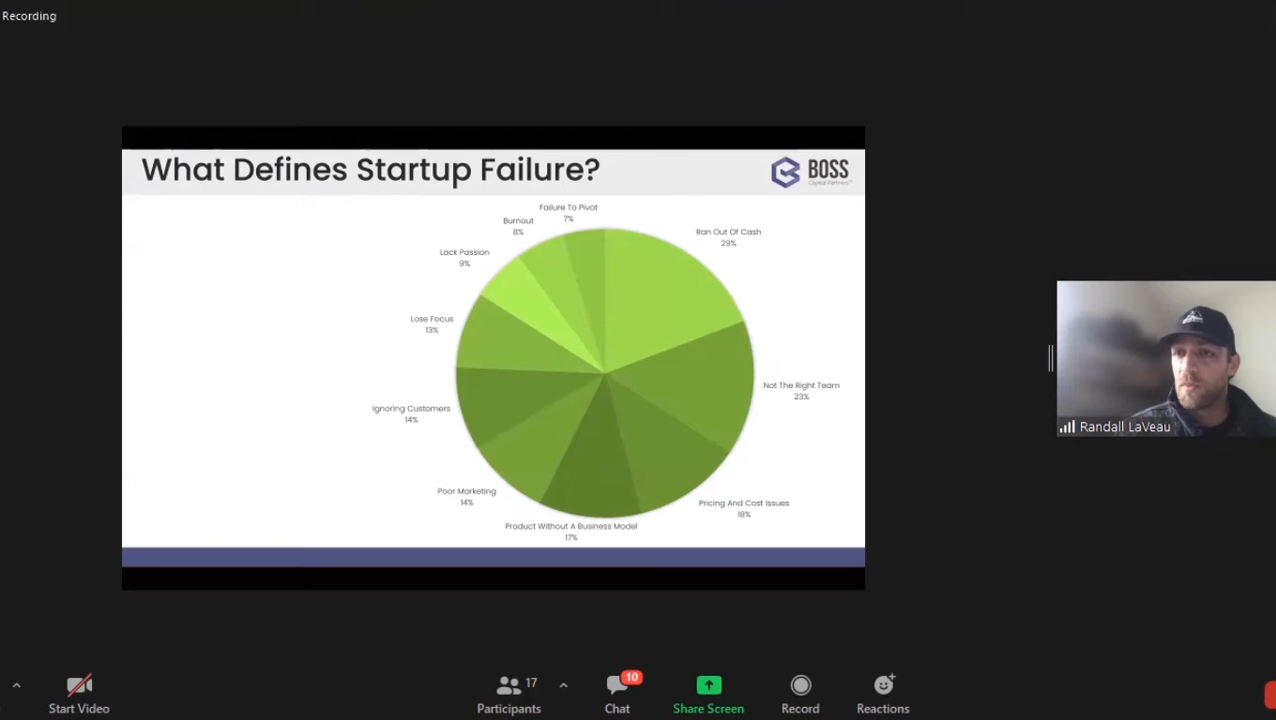 Recording
What Defines Startup Failure?
BOSS
Capital Partners™
Failure To Pivot
7%
Burnout
8%
Ran Out Of Cash
29%
Lack Passion
9%
Lose Focus
13%
Not The Right Team
23%
Ignoring Customers
14%
Poor Marketing
14%
Pricing And Cost Issues
18%
Product Without A Business Model
17%
Randall LaVeau
17
10
Start Video
Participants
Chat
Share Screen
Record
Reactions